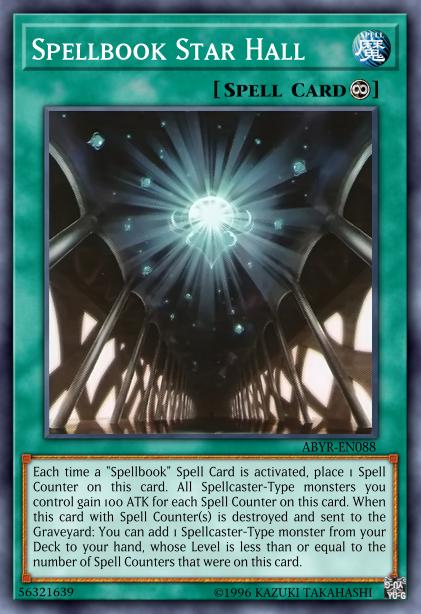 SPELLBOOK STAR HALL
SPELL
魔
[SPELL CARD]
ABYR-EN088
Each time a "Spellbook" Spell Card is activated, place 1 Spell
Counter on this card. All Spellcaster-Type monsters you
control gain 100 ATK for each Spell Counter on this card. When
this card with Spell Counter(s) is destroyed and sent to the
Graveyard: You can add 1 Spellcaster-Type monster from your
Deck to your hand, whose Level is less than or equal to the
number of Spell Counters that were on this card.
56321639
©1996 KAZUKI TAKAHASHI